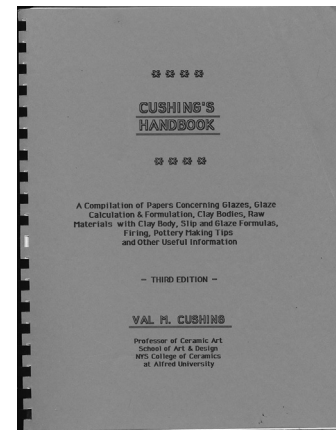 CUSHING'S
HANDBOOK
A Compilation of Papers Concerning Glazes, Glaze
Calculation & Formulation, Clay Bodies, Raw
Materials with Clay Body, Slip and Glaze Formulas,
Firing, Pottery Making Tips
and Other Useful Information
- THIRD EDITION -
VAL M. CUSHING
Professor of Ceramic Art
School of Art & Design
NYS College of Ceramics
at Alfred University